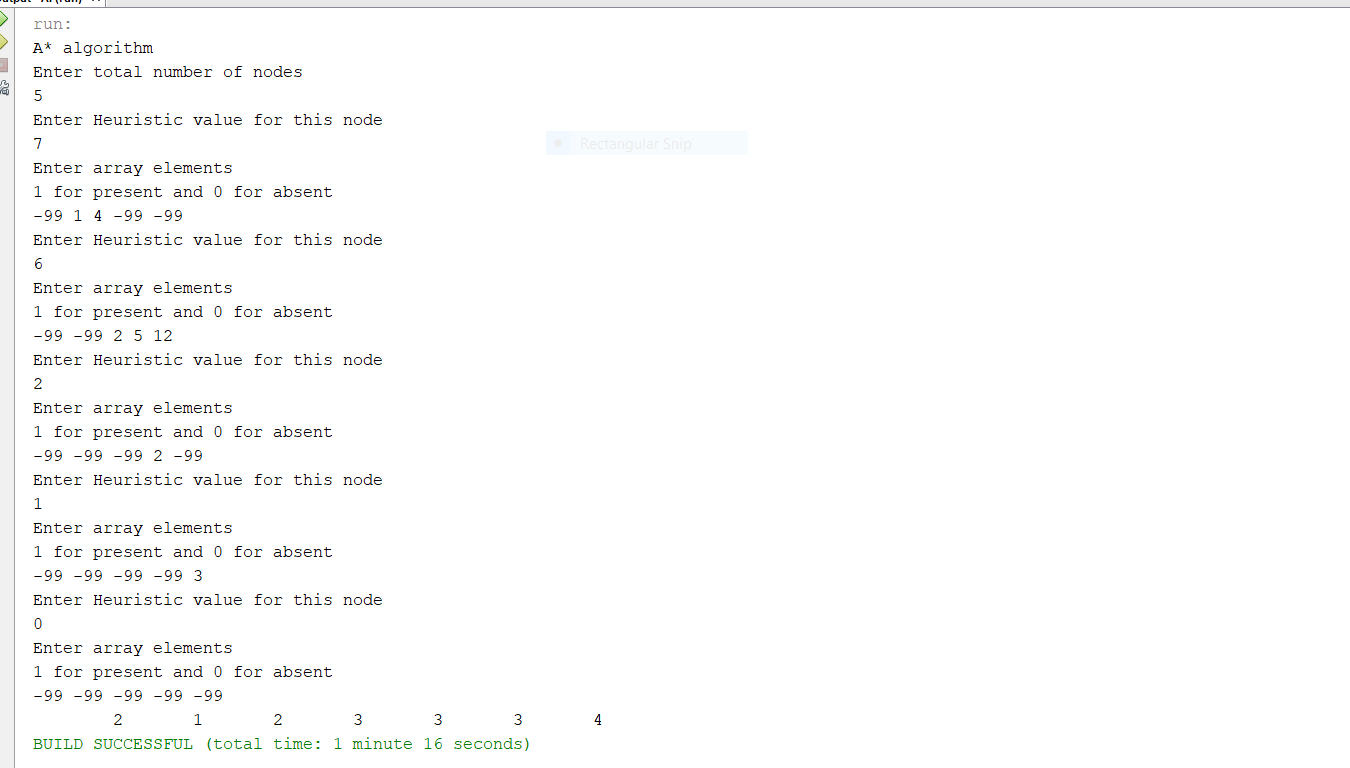 run:
A* algorithm
Enter total number of nodes
5
Enter Heuristic value for this node
7
Rectangular Snip
Enter array elements
1 for present and 0 for absent
-99 1 4 -99 -99
Enter Heuristic value for this node
6
Enter array elements
1 for present and 0 for absent
-99 -99 2 5 12
Enter Heuristic value for this node
2
Enter array elements
1 for present and 0 for absent
-99 -99 -99 2 -99
Enter Heuristic value for this node
1
Enter array elements
1 for present and 0 for absent
-99 -99 -99 -99 3
Enter Heuristic value for this node
0
Enter array elements
1 for present and 0 for absent
-99 -99 -99 -99 -99
2 1 2 3 3 3 4
BUILD SUCCESSFUL (total time: 1 minute 16 seconds)